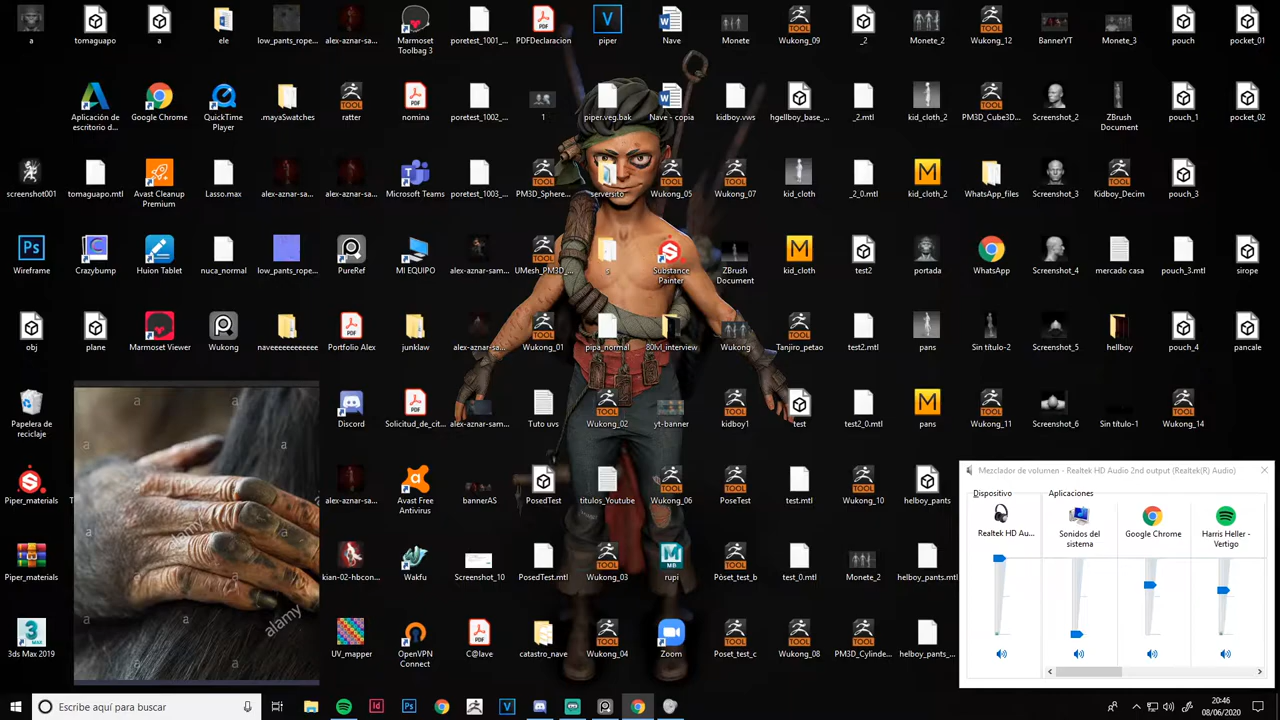 a
tomaguapo
a
ele
low_pants_rope...
alex-aznar-sa...
Marmoset Toolbag 3
poretest_1001_...
PDFDeclaracion
piper
Nave
Monete
Wukong_09
_2
Monete_2
Wukong_12
BannerYT
Monete_3
pouch
pocket_01
Aplicación de escritorio d...
Google Chrome
QuickTime Player
.mayaSwatches
ratter
nomina
poretest_1002_...
1
piper.veg.bak
Nave - copia
kidboy.vws
hgellboy_base_...
_2.mtl
kid_cloth_2
PM3D_Cube3D...
Screenshot_2
ZBrush Document
pouch_1
pocket_02
screenshot001
tomaguapo.mtl
Avast Cleanup Premium
Lasso.max
alex-aznar-sa...
alex-aznar-sa...
Microsoft Teams
poretest_1003_...
PM3D_Sphere...
serversito
Wukong_05
Wukong_07
kid_cloth
_2_0.mtl
kid_cloth_2
WhatsApp_files
Screenshot_3
Kidboy_Decim
pouch_3
Wireframe
Crazybump
Huion Tablet
nuca_normal
low_pants_rope...
PureRef
MI EQUIPO
alex-aznar-sam...
UMesh_PM3D_...
s
Substance Painter
ZBrush Document
kid_cloth
test2
portada
WhatsApp
Screenshot_4
mercado casa
pouch_3.mtl
sirope
obj
plane
Marmoset Viewer
Wukong
naveeeeeeeeeee
Portfolio Alex
junklaw
alex-aznar-sa...
Wukong_01
pipa_normal
80lvl_interview
Wukong
Tanjiro_petao
test2.mtl
pans
Sin título-2
Screenshot_5
hellboy
pouch_4
pancale
Papelera de reciclaje
Discord
Solicitud_de_cit...
alex-aznar-sam...
Tuto uvs
Wukong_02
yt-banner
kidboy1
test
test2_0.mtl
pans
Wukong_11
Screenshot_6
Sin título-1
Wukong_14
Piper_materials
alex-aznar-sa...
Avast Free Antivirus
bannerAS
PosedTest
titulos_Youtube
Wukong_06
PoseTest
test.mtl
Wukong_10
helboy_pants
Piper_materials
kian-02-hbcon...
Wakfu
Screenshot_10
PosedTest.mtl
Wukong_03
rupi
Póset_test_b
test_0.mtl
Monete_2
helboy_pants.mtl
3ds Max 2019
UV_mapper
OpenVPN Connect
C@lave
catastro_nave
Wukong_04
Zoom
Poset_test_c
Wukong_08
PM3D_Cylinde...
helboy_pants_...
a a
a a
a a
a a
a a
alamy
Mezclador de volumen - Realtek HD Audio 2nd output (Realtek(R) Audio)
Dispositivo
Aplicaciones
Realtek HD Au...
Sonidos del sistema
Google Chrome
Harris Heller - Vertigo
Escribe aquí para buscar
20:46
08/06/2020